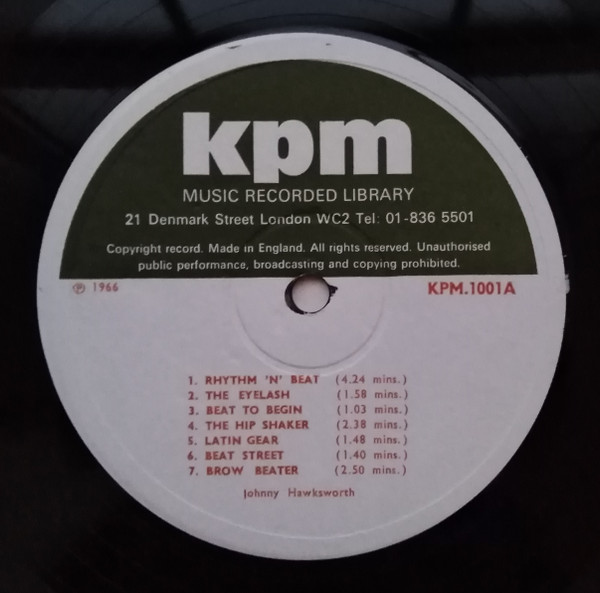 kpm
MUSIC RECORDED LIBRARY
21 Denmark Street London WC2 Tel: 01-836 5501
Copyright record. Made in England. All rights reserved. Unauthorised
public performance, broadcasting and copying prohibited.
℗ 1966 KPM.1001A
1. RHYTHM 'N' BEAT (4.24 mins.)
2. THE EYELASH (1.58 mins.)
3. BEAT TO BEGIN (1.03 mins.)
4. THE HIP SHAKER (2.38 mins.)
5. LATIN GEAR (1.48 mins.)
6. BEAT STREET (1.40 mins.)
7. BROW BEATER (2.50 mins.)
Johnny Hawksworth